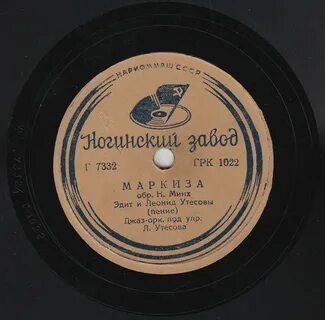 НАРКОММАШ СССР
Ногинский завод
Г 7332 ГРК 1022
МАРКИЗА
обр. Н. Минх
Эдит и Леонид Утесовы
(пение)
Джаз-орк. под упр.
Л. Утесова